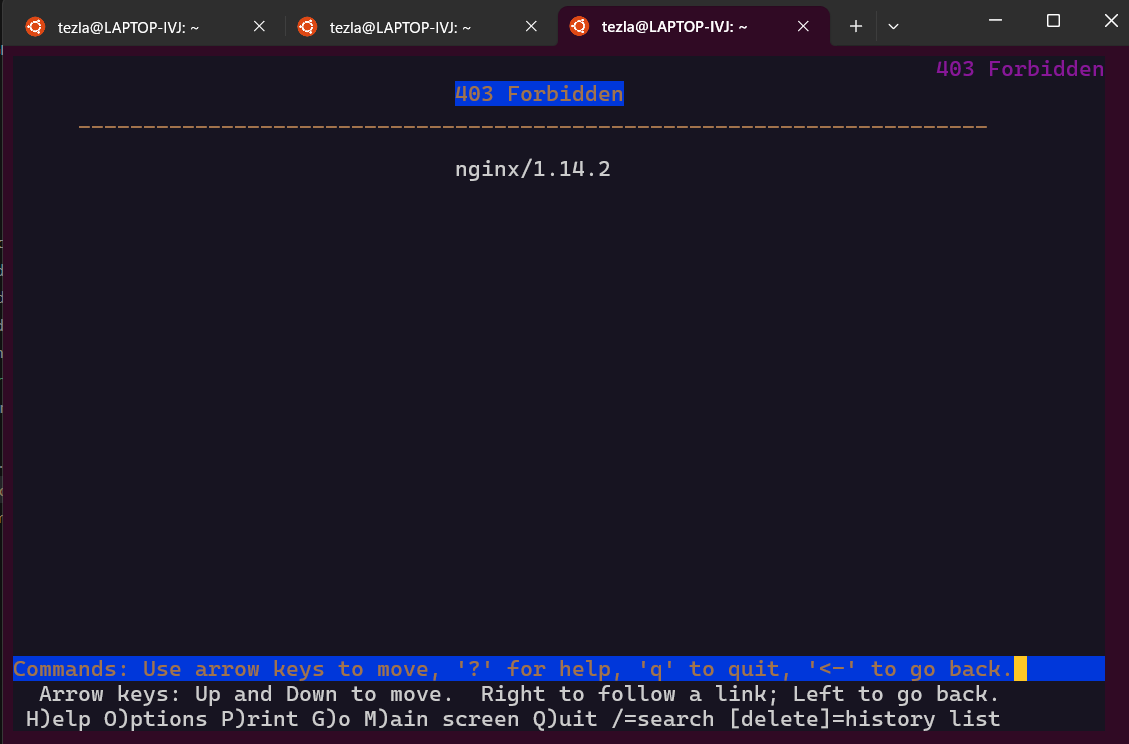 tezla@LAPTOP-IVJ: ~ tezla@LAPTOP-IVJ: ~ tezla@LAPTOP-IVJ: ~
403 Forbidden
403 Forbidden
nginx/1.14.2
Commands: Use arrow keys to move, '?' for help, 'q' to quit, '<-' to go back.
Arrow keys: Up and Down to move.  Right to follow a link; Left to go back.
H)elp O)ptions P)rint G)o M)ain screen Q)uit /=search [delete]=history list